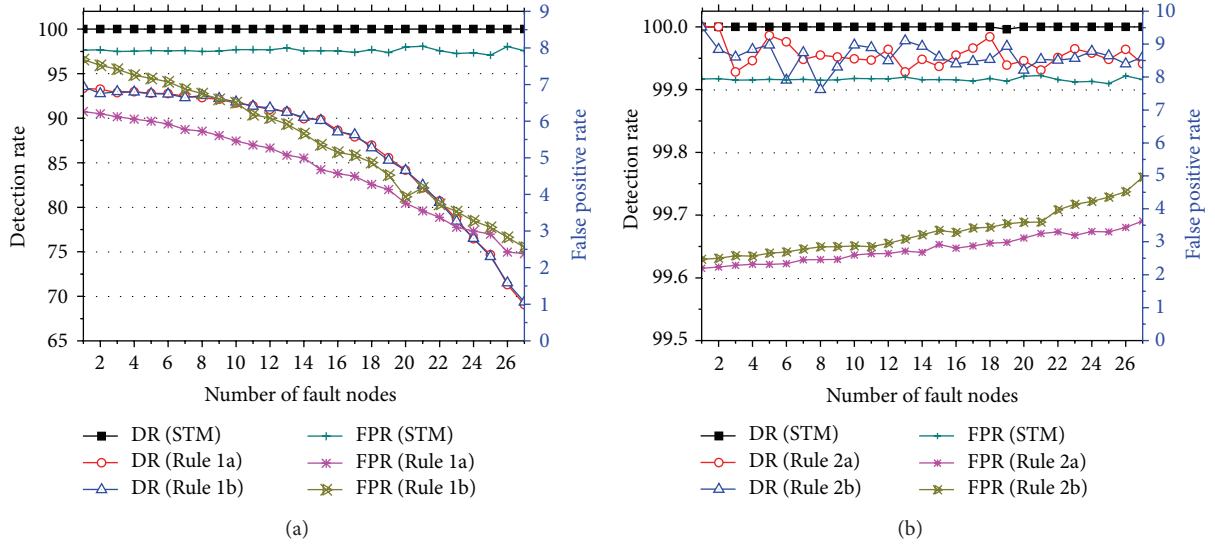 100
95
90
85
80
75
70
65
Detection rate
9
8
7
6
5
4
3
2
1
0
False positive rate
2 4 6 8 10 12 14 16 18 20 22 24 26
Number of fault nodes
DR (STM)
DR (Rule 1a)
DR (Rule 1b)
FPR (STM)
FPR (Rule 1a)
FPR (Rule 1b)
(a)
100.0
99.9
99.8
99.7
99.6
99.5
Detection rate
10
9
8
7
6
5
4
3
2
1
0
False positive rate
2 4 6 8 10 12 14 16 18 20 22 24 26
Number of fault nodes
DR (STM)
DR (Rule 2a)
DR (Rule 2b)
FPR (STM)
FPR (Rule 2a)
FPR (Rule 2b)
(b)